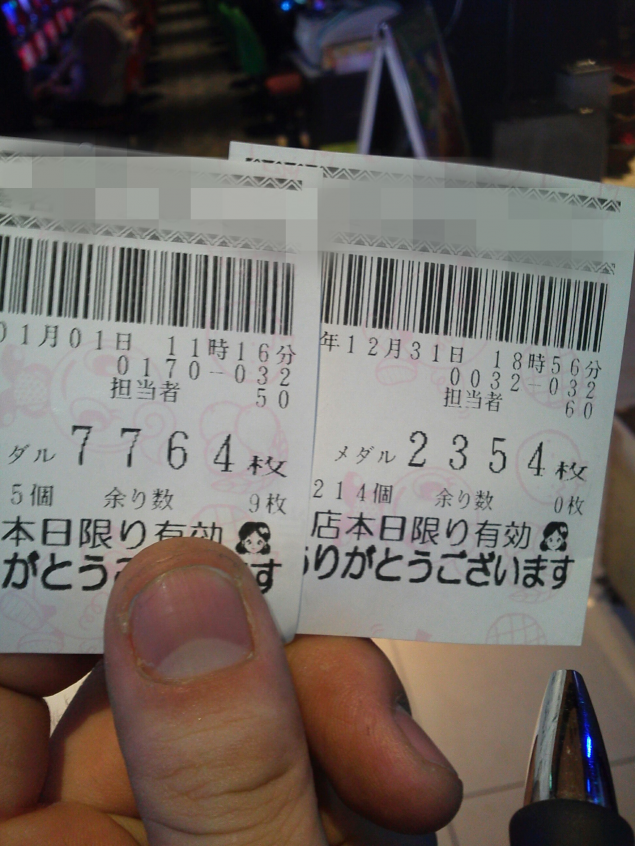 01月01日 11時16分
0170-032
担当者 50
ダル 7764枚
5個 余り数 9枚
本日限り有効
がとうご ます
年12月31日 18時56分
0032-032
担当者 60
メダル 2354枚
214個 余り数 0枚
店本日限り有効
りがとうございます